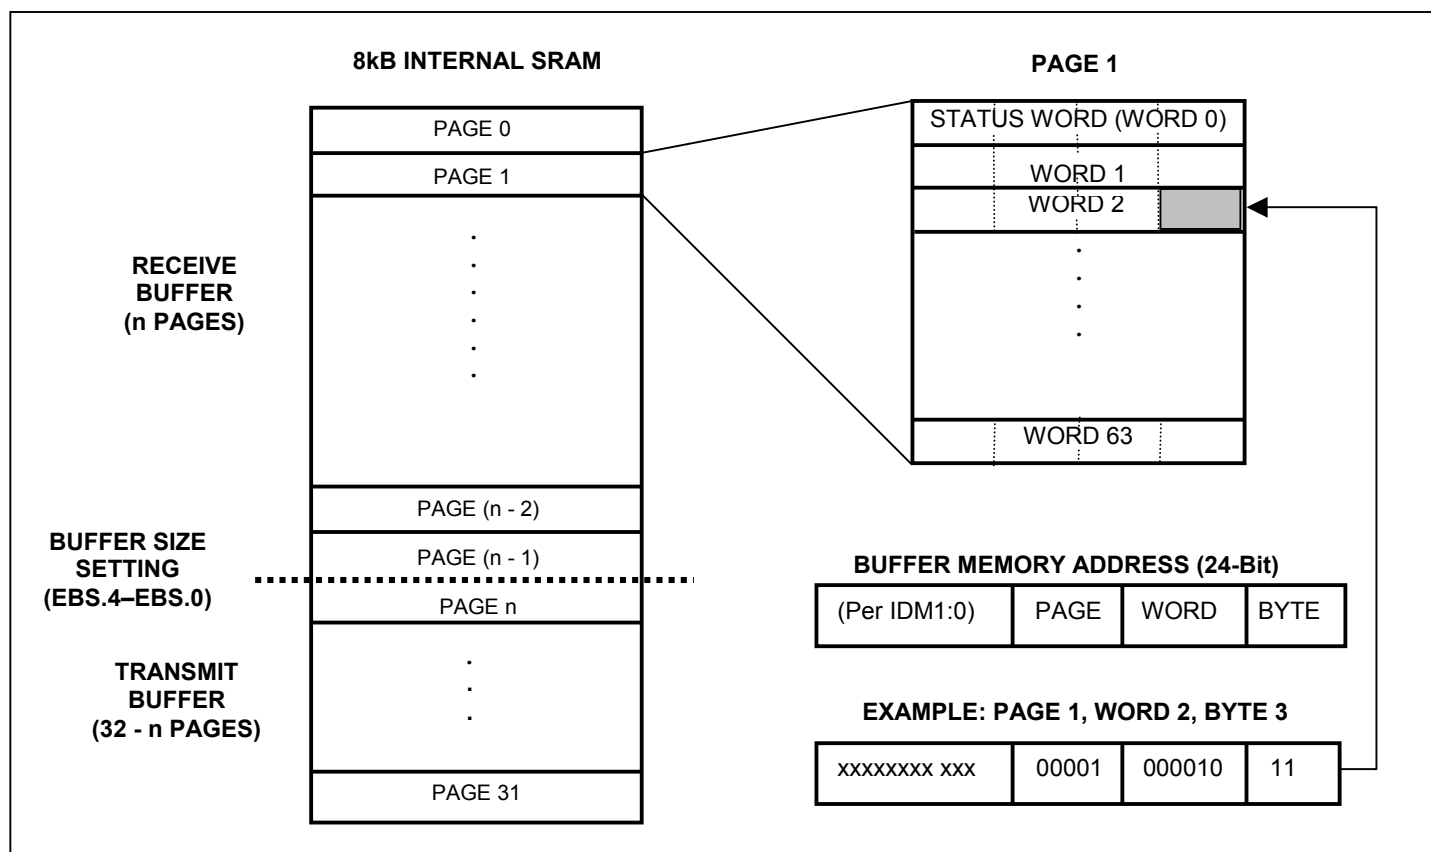 8kB INTERNAL SRAM
PAGE 0
PAGE 1
RECEIVE
BUFFER
(n PAGES)
PAGE (n - 2)
BUFFER SIZE
SETTING
(EBS.4–EBS.0)
PAGE (n - 1)
PAGE n
TRANSMIT
BUFFER
(32 - n PAGES)
PAGE 31
PAGE 1
STATUS WORD (WORD 0)
WORD 1
WORD 2
WORD 63
BUFFER MEMORY ADDRESS (24-Bit)
(Per IDM1:0) PAGE WORD BYTE
EXAMPLE: PAGE 1, WORD 2, BYTE 3
xxxxxxxx xxx 00001 000010 11